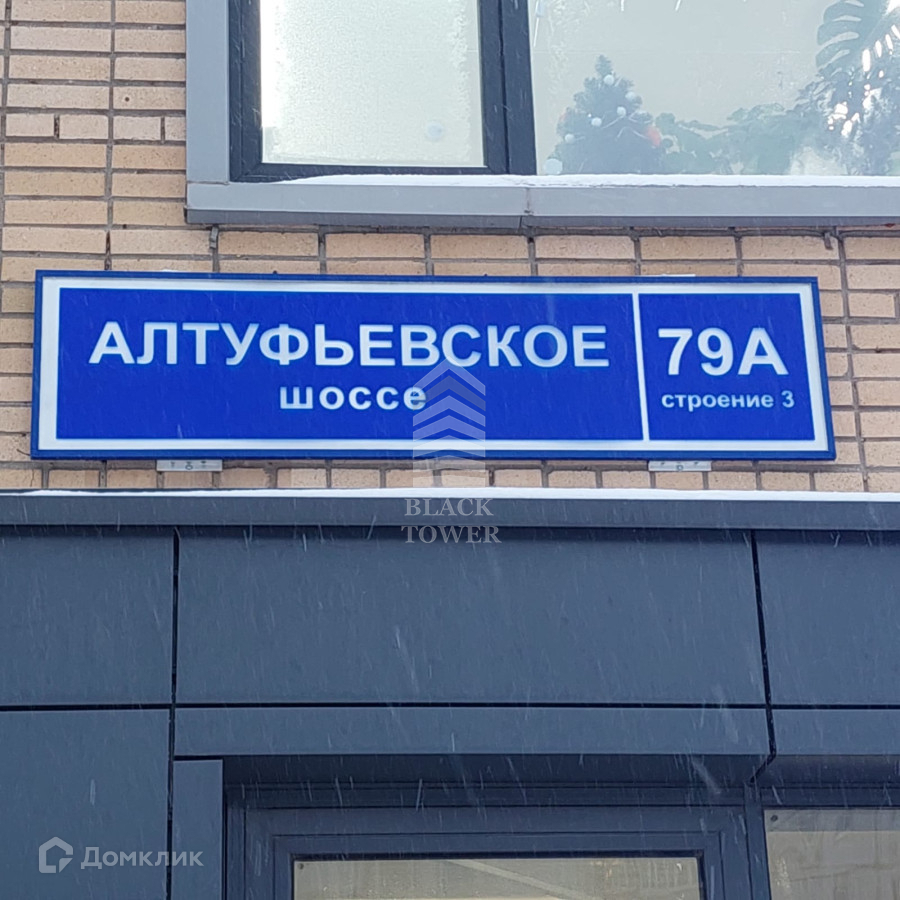 АЛТУФЬЕВСКОЕ
шоссе
79А
строение 3
BLACK
TOWER
Домклик